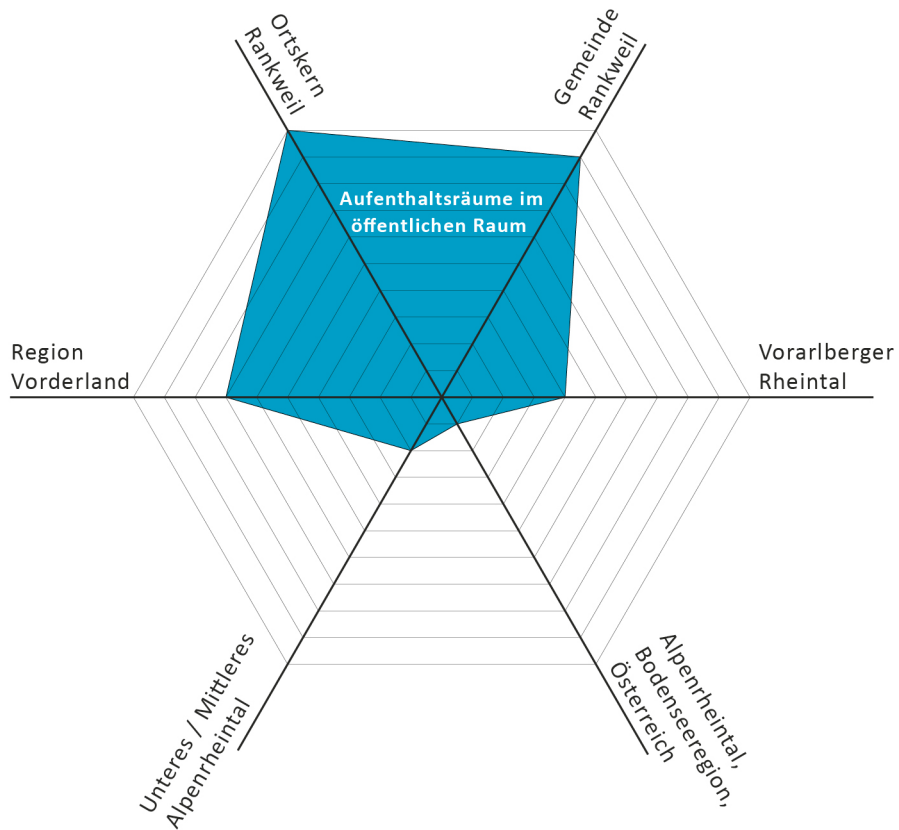 Ortskern
Rankweil
Gemeinde
Rankweil
Aufenthaltsräume im
öffentlichen Raum
Region
Vorderland
Vorarlberger
Rheintal
Unteres / Mittleres
Alpenrheintal
Alpenrheintal,
Bodenseeregion,
Österreich